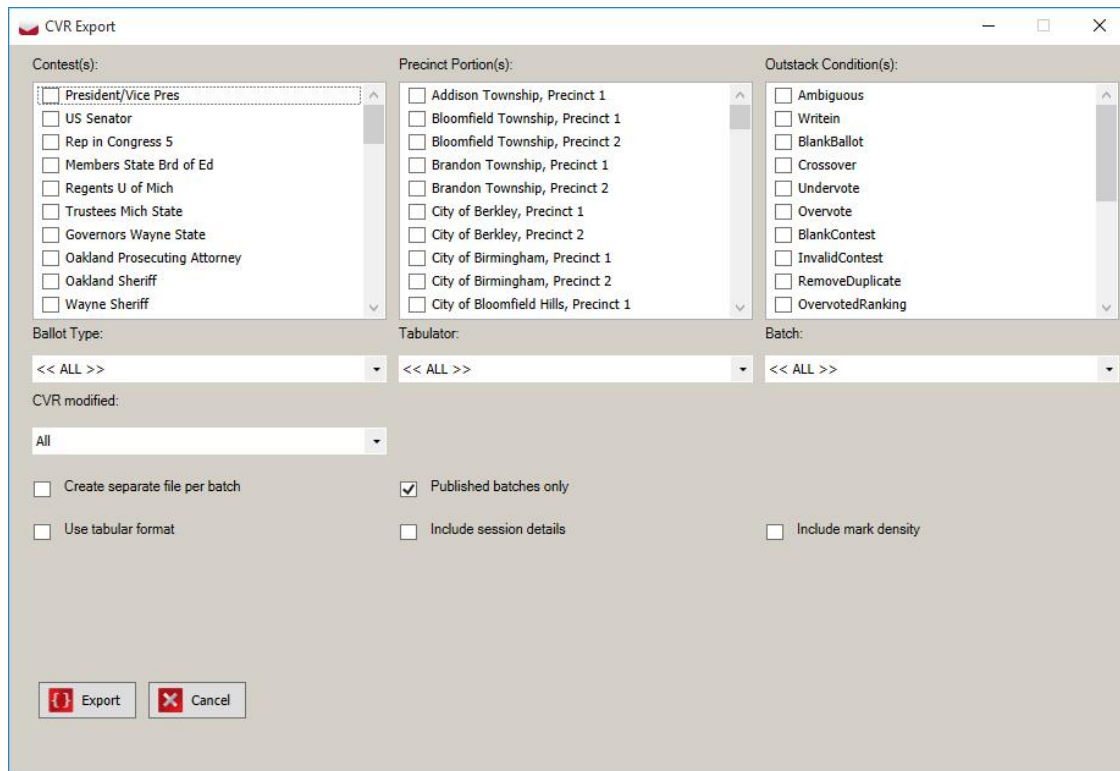 CVR Export
Contest(s):
President/Vice Pres
US Senator
Rep in Congress 5
Members State Brd of Ed
Regents U of Mich
Trustees Mich State
Governors Wayne State
Oakland Prosecuting Attorney
Oakland Sheriff
Wayne Sheriff
Precinct Portion(s):
Addison Township, Precinct 1
Bloomfield Township, Precinct 1
Bloomfield Township, Precinct 2
Brandon Township, Precinct 1
Brandon Township, Precinct 2
City of Berkley, Precinct 1
City of Berkley, Precinct 2
City of Birmingham, Precinct 1
City of Birmingham, Precinct 2
City of Bloomfield Hills, Precinct 1
Outstack Condition(s):
Ambiguous
Writein
BlankBallot
Crossover
Undervote
Overvote
BlankContest
InvalidContest
RemoveDuplicate
OvervotedRanking
Ballot Type:
<< ALL >>
Tabulator:
<< ALL >>
Batch:
<< ALL >>
CVR modified:
All
Create separate file per batch
Published batches only
Use tabular format
Include session details
Include mark density
Export
Cancel